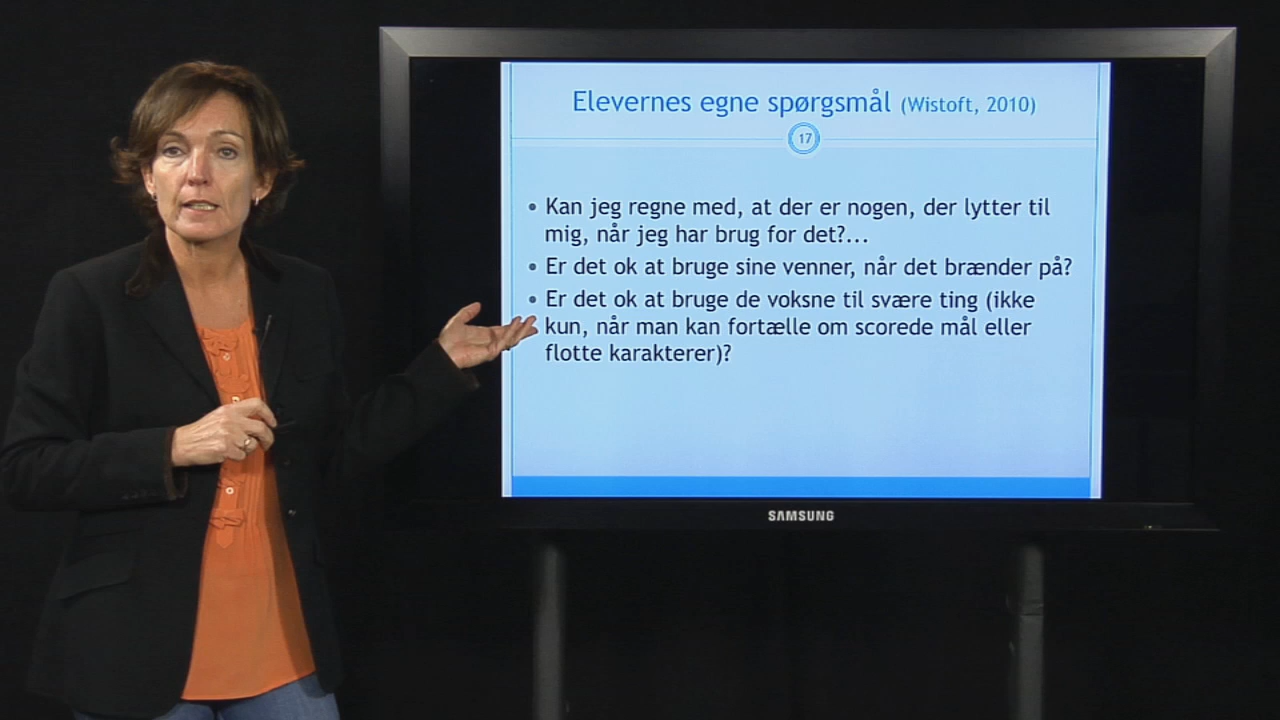 Elevernes egne spørgsmål (Wistoft, 2010)
17
• Kan jeg regne med, at der er nogen, der lytter til
mig, når jeg har brug for det?...
• Er det ok at bruge sine venner, når det brænder på?
• Er det ok at bruge de voksne til svære ting (ikke
kun, når man kan fortælle om scorede mål eller
flotte karakterer)?
SAMSUNG